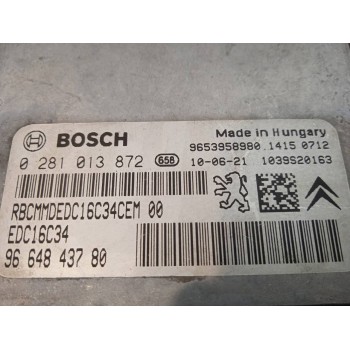 BOSCH
Made in Hungary
9653958980.1415 0712
0 281 013 872 658 10-06-21 1039S20163
RBCMMDEDC16C34CEM 00
EDC16C34
96 648 437 80